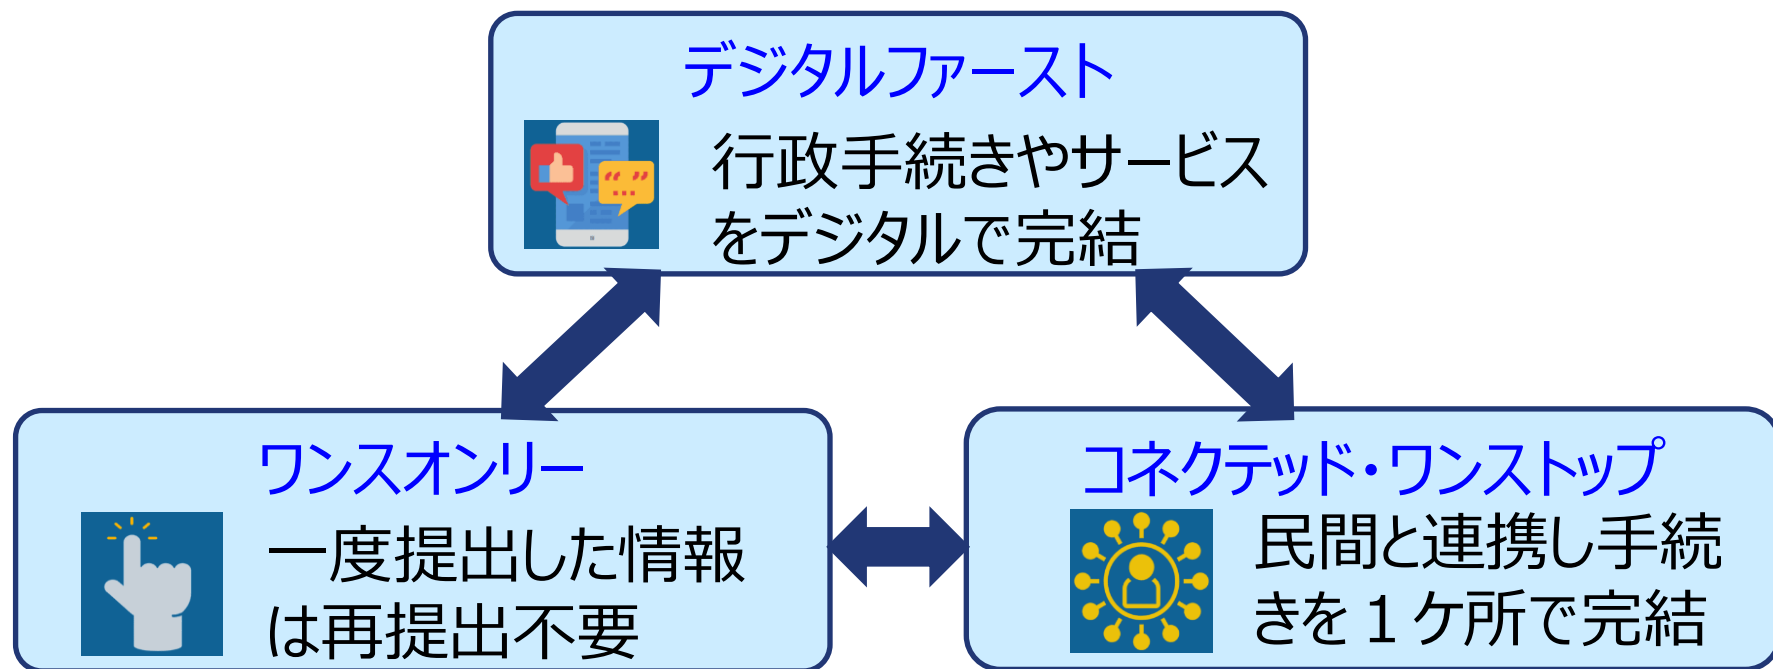 デジタルファースト
行政手続きやサービス
をデジタルで完結
ワンスオンリー
一度提出した情報
は再提出不要
コネクテッド・ワンストップ
民間と連携し手続
きを１ケ所で完結